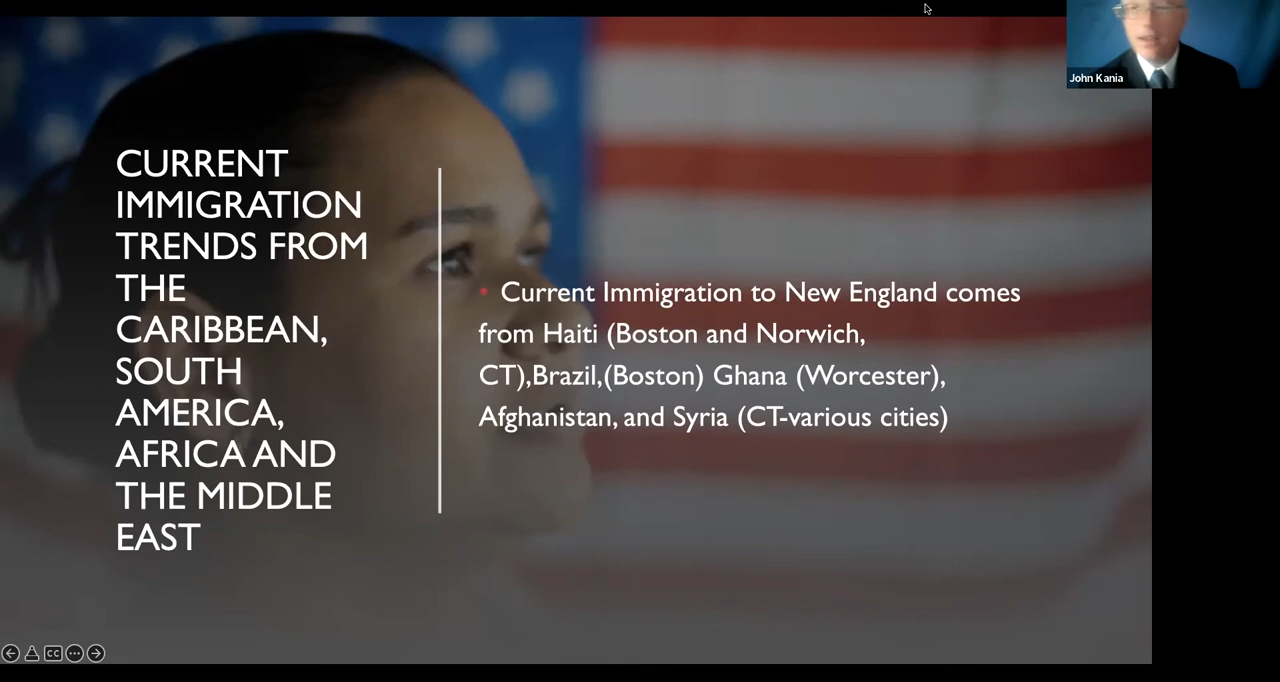 John Kania
CURRENT
IMMIGRATION
TRENDS FROM
THE
CARIBBEAN,
SOUTH
AMERICA,
AFRICA AND
THE MIDDLE
EAST
• Current Immigration to New England comes
from Haiti (Boston and Norwich,
CT),Brazil,(Boston) Ghana (Worcester),
Afghanistan, and Syria (CT-various cities)
CC